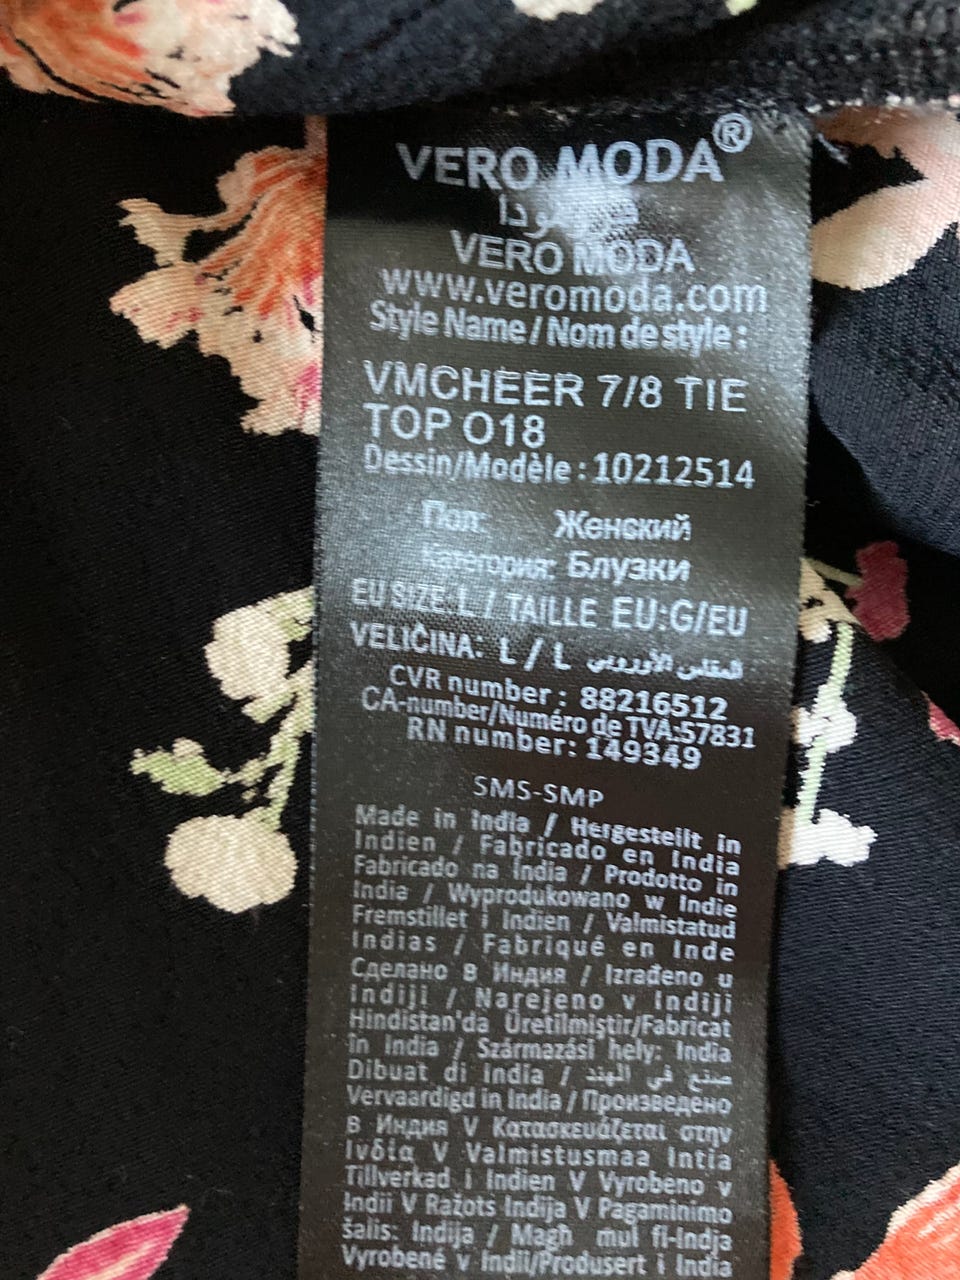 VERO MODA®
مودا
VERO MODA
www.veromoda.com
Style Name / Nom de style :
VMCHEER 7/8 TIE
TOP O18
Dessin/Modèle : 10212514
Пол: Женский
Категория: Блузки
EU SIZE: L / TAILLE EU:G/EU
VELIČINA: L / L المقاس الأوروبي
CVR number : 88216512
CA-number/Numéro de TVA:57831
RN number: 149349
SMS-SMP
Made in India / Hergestellt in
Indien / Fabricado en India
Fabricado na Índia / Prodotto in
India / Wyprodukowano w Indie
Fremstillet i Indien / Valmistatud
Indias / Fabriqué en Inde
Сделано в Индия / Izrađeno u
Indiji / Narejeno v Indiji
Hindistan'da Üretilmiştir/Fabricat
în India / Származási hely: India
Dibuat di India / صنع في الهند
Vervaardigd in India / Произведено
в Индия V Κατασκευάζεται στην
Ινδία V Valmistusmaa Intia
Tillverkad i Indien V Vyrobeno v
Indii V Ražots Indija V Pagaminimo
šalis: Indija / Magħmul fl-Indja
Vyrobené v Indii/Produsert i India